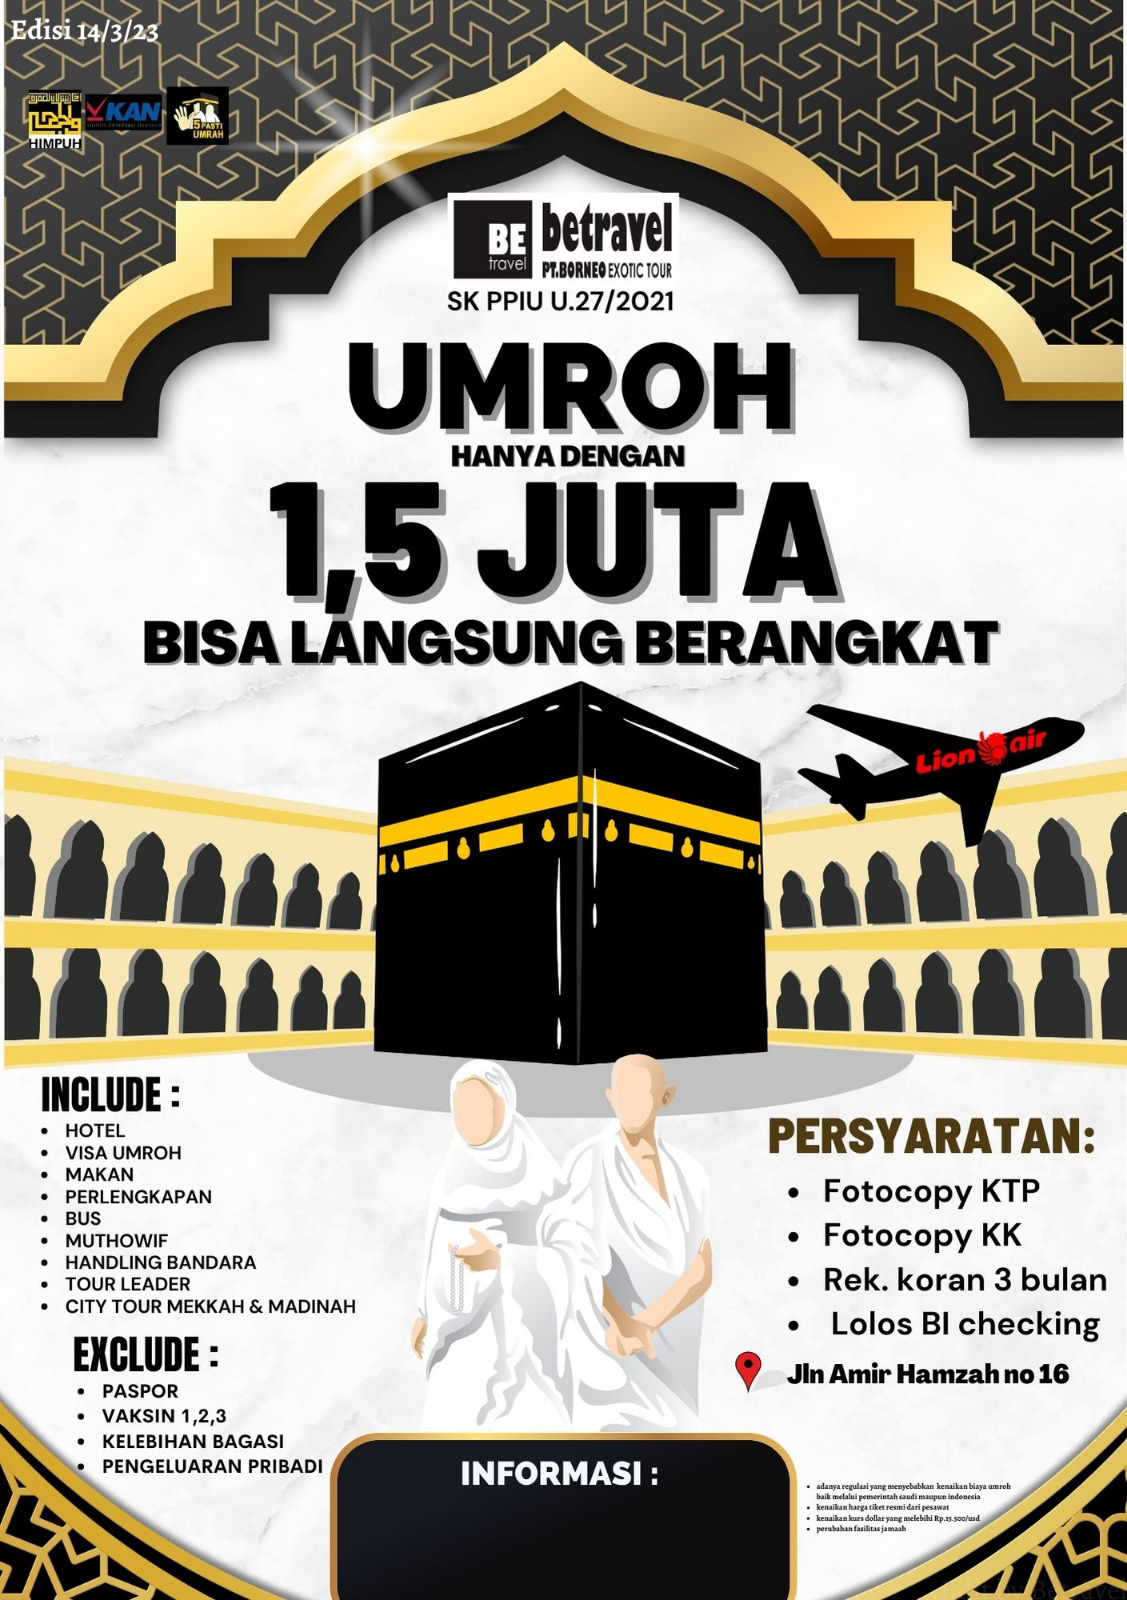 Edisi 14/3/23
HIMPUH
KAN
5 PASTI
UMRAH
BE
travel
betravel
PT.BORNEO EXOTIC TOUR
SK PPIU U.27/2021
UMROH
HANYA DENGAN
1,5 JUTA
BISA LANGSUNG BERANGKAT
Lion air
INCLUDE :
• HOTEL
• VISA UMROH
• MAKAN
• PERLENGKAPAN
• BUS
• MUTHOWIF
• HANDLING BANDARA
• TOUR LEADER
• CITY TOUR MEKKAH & MADINAH
EXCLUDE :
• PASPOR
• VAKSIN 1,2,3
• KELEBIHAN BAGASI
• PENGELUARAN PRIBADI
PERSYARATAN:
• Fotocopy KTP
• Fotocopy KK
• Rek. koran 3 bulan
• Lolos BI checking
Jln Amir Hamzah no 16
INFORMASI :
• adanya regulasi yang menyebabkan kenaikan biaya umroh
baik melalui pemerintah saudi maupun indonesia
• kenaikan harga tiket resmi dari pesawat
• kenaikan kurs dollar yang melebihi Rp.15.500/usd
• perubahan fasilitas jamaah